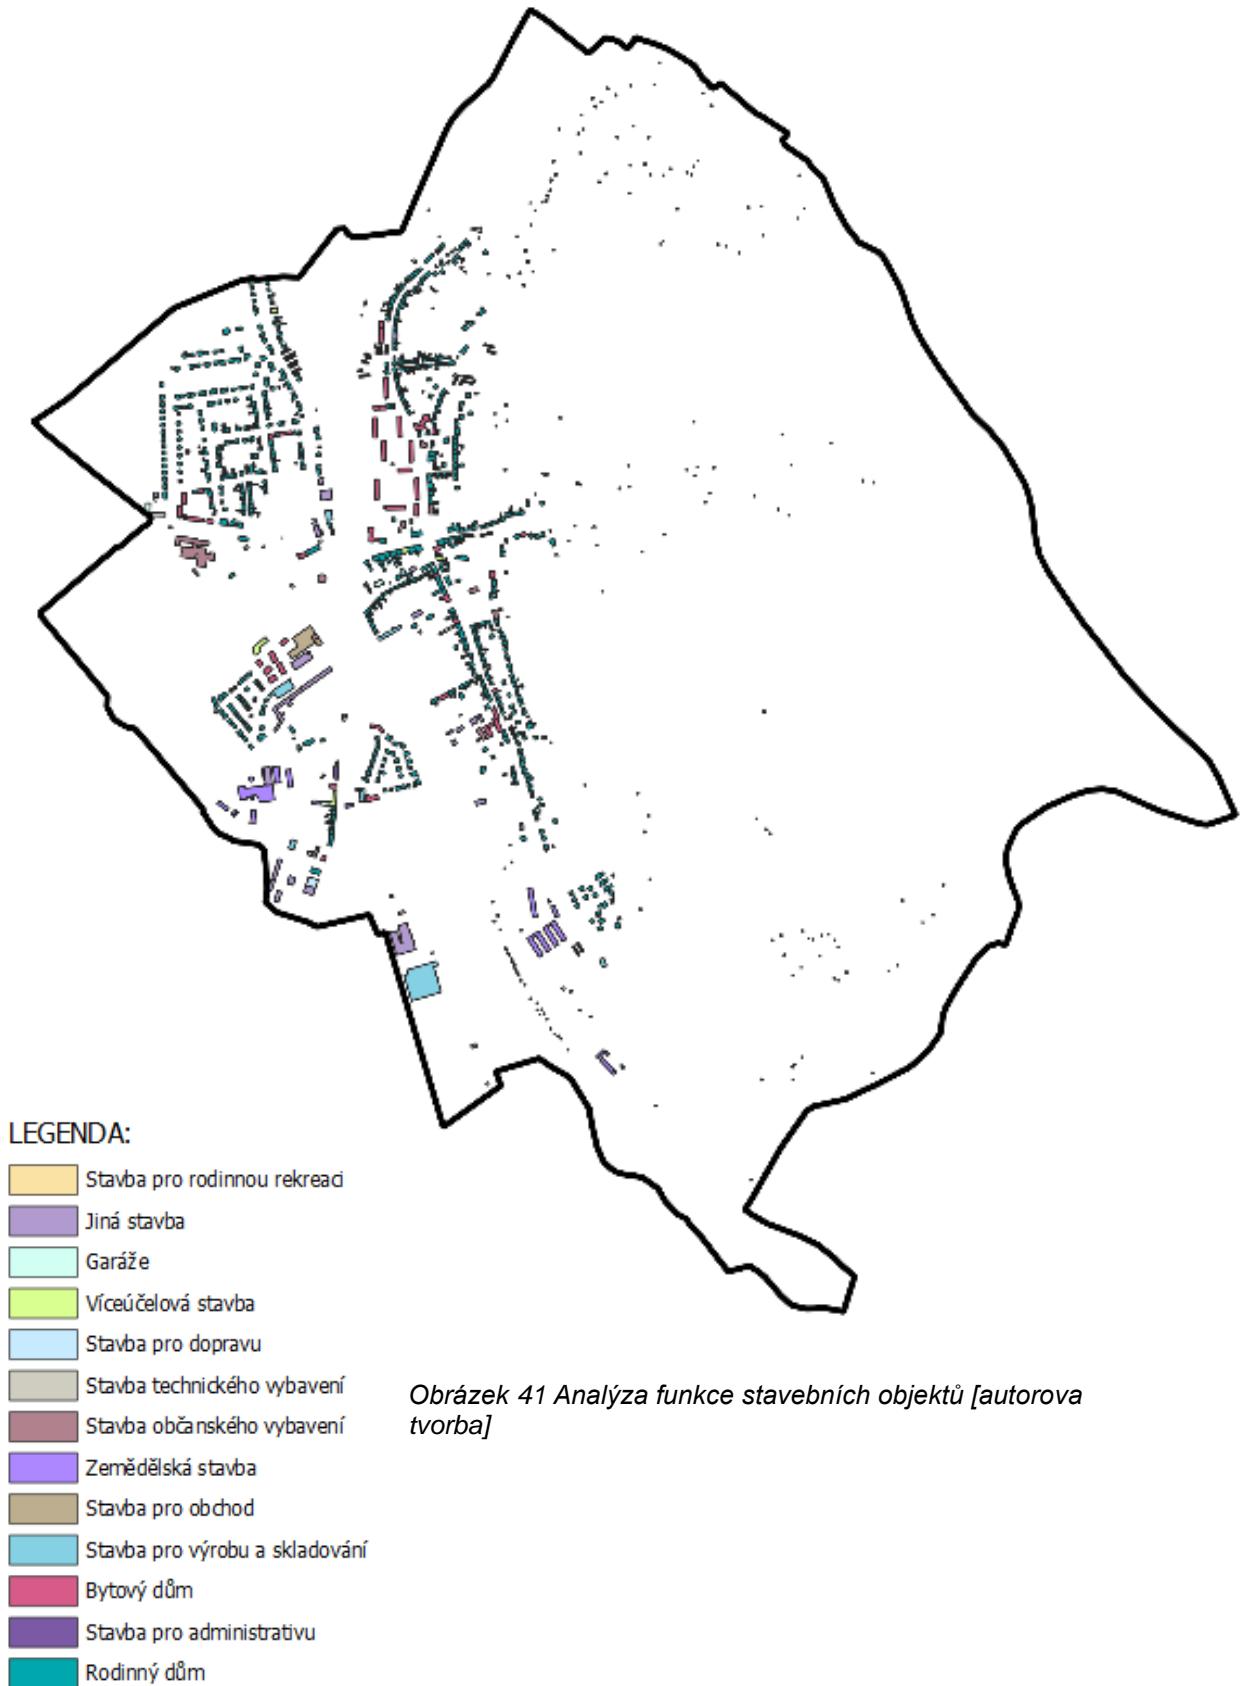 LEGENDA:
Stavba pro rodinnou rekreaci
Jiná stavba
Garáže
Víceúčelová stavba
Stavba pro dopravu
Stavba technického vybavení
Stavba občanského vybavení
Zemědělská stavba
Stavba pro obchod
Stavba pro výrobu a skladování
Bytový dům
Stavba pro administrativu
Rodinný dům
Obrázek 41 Analýza funkce stavebních objektů [autorova
tvorba]